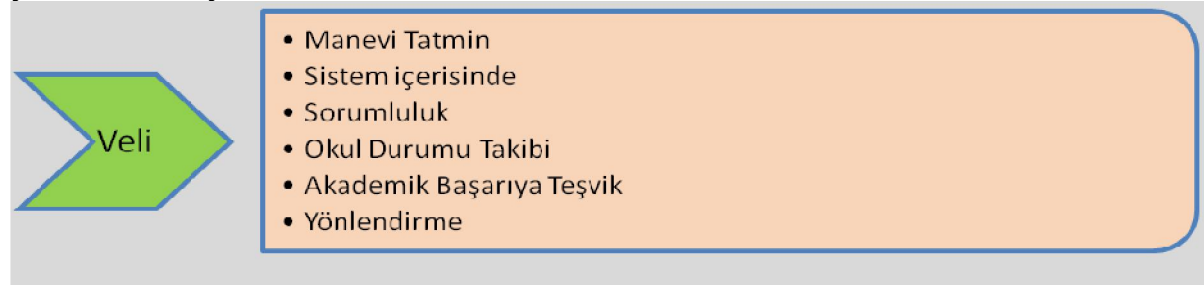 Veli
• Manevi Tatmin
• Sistem içerisinde
• Sorumluluk
• Okul Durumu Takibi
• Akademik Başarıya Teşvik
• Yönlendirme